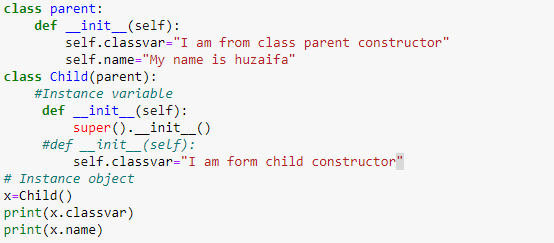 class parent:
    def __init__(self):
        self.classvar="I am from class parent constructor"
        self.name="My name is huzaifa"
class Child(parent):
    #Instance variable
     def __init__(self):
         super().__init__()
     #def __init__(self):
         self.classvar="I am form child constructor"
# Instance object
x=Child()
print(x.classvar)
print(x.name)